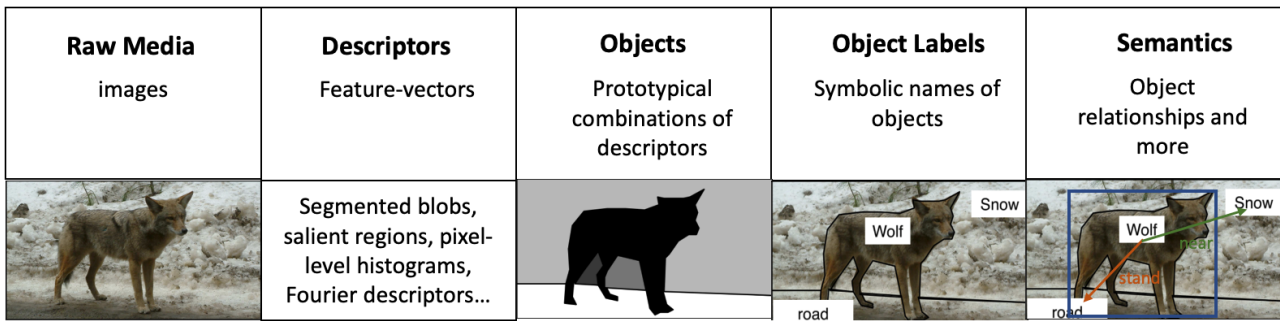 Raw Media
images
Descriptors
Feature-vectors
Objects
Prototypical
combinations of
descriptors
Object Labels
Symbolic names of
objects
Semantics
Object
relationships and
more
Segmented blobs,
salient regions, pixel-
level histograms,
Fourier descriptors...
Snow
Wolf
road
Snow
Wolf
near
stand
road